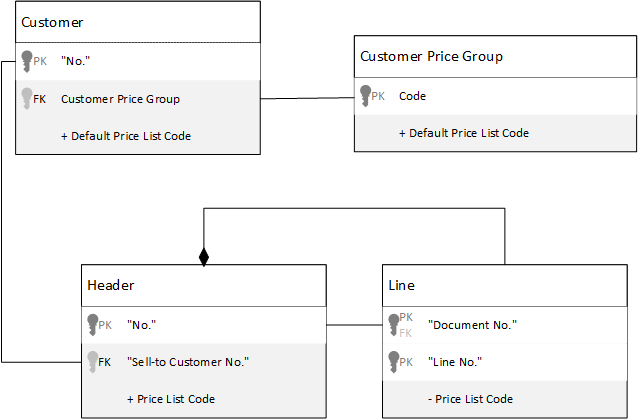 Customer
PK "No."
FK Customer Price Group
+ Default Price List Code
Customer Price Group
PK Code
+ Default Price List Code
Header
PK "No."
FK "Sell-to Customer No."
+ Price List Code
Line
PK
FK "Document No."
PK "Line No."
- Price List Code